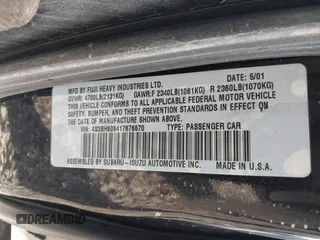 MFD BY FUJI HEAVY INDUSTRIES LTD. 5/01
GVWR: 4700LB(2131KG) GAWR:F 2340LB(1061KG) R 2360LB(1070KG)
THIS VEHICLE CONFORMS TO ALL APPLICABLE FEDERAL MOTOR VEHICLE
SAFETY, BUMPER, AND THEFT PREVENTION STANDARDS IN EFFECT
ON THE DATE OF MANUFACTURE SHOWN ABOVE.
VIN: 4S3BH806417676870 TYPE: PASSENGER CAR
ASSEMBLED BY SUBARU-ISUZU AUTOMOTIVE INC. MADE IN U.S.A.
DREAMBID